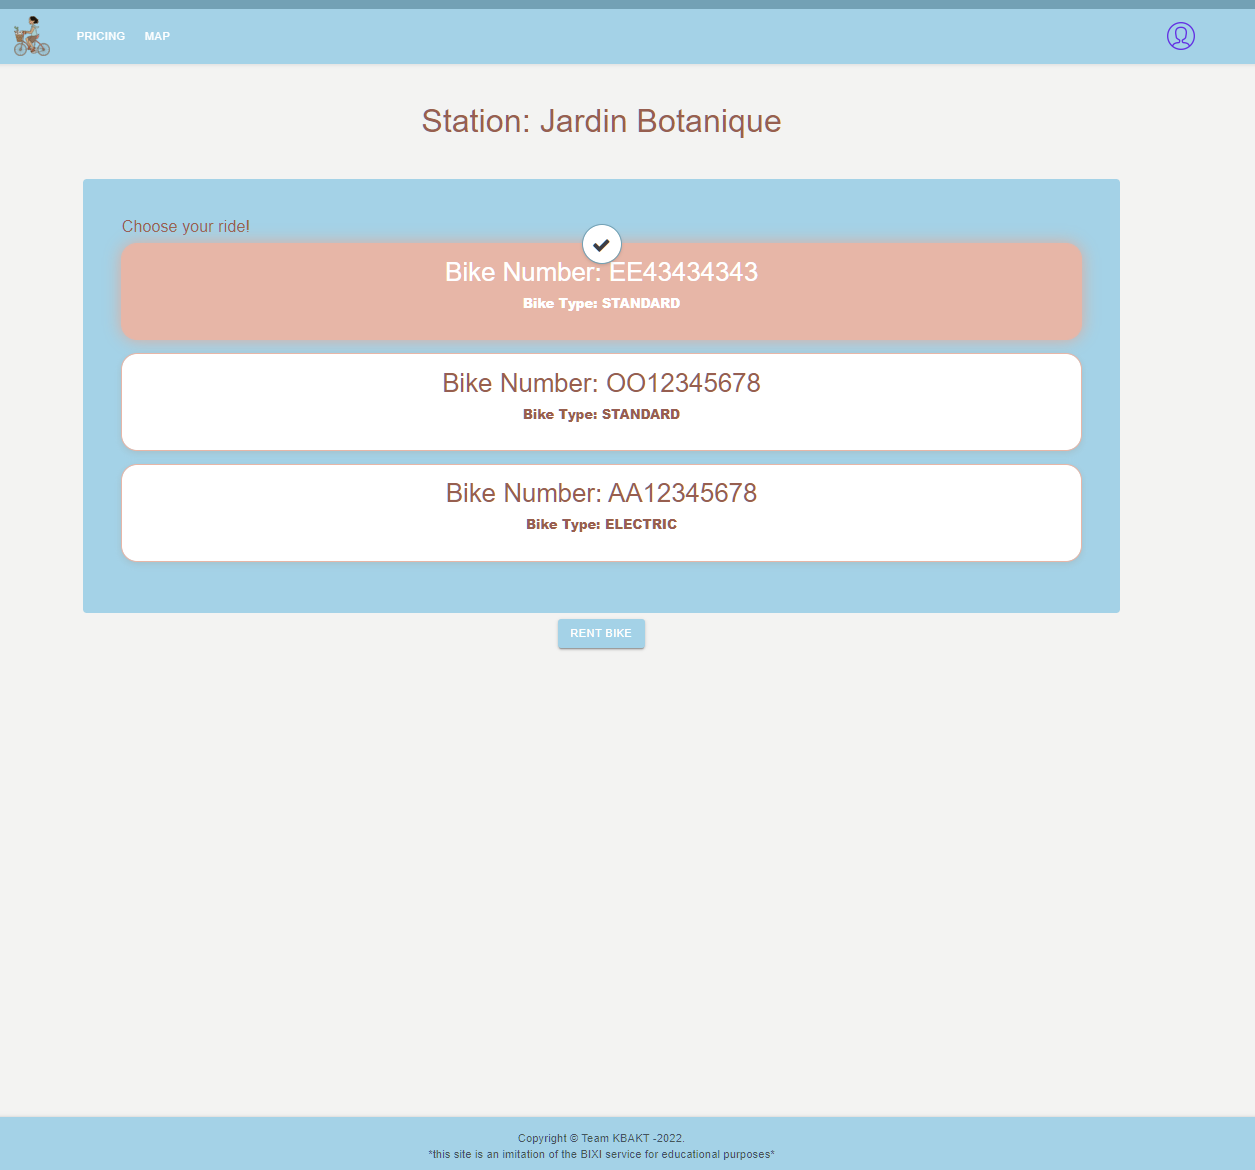 PRICING MAP
Station: Jardin Botanique
Choose your ride!
Bike Number: EE43434343
Bike Type: STANDARD
Bike Number: OO12345678
Bike Type: STANDARD
Bike Number: AA12345678
Bike Type: ELECTRIC
RENT BIKE
Copyright © Team KBAKT -2022.
*this site is an imitation of the BIXI service for educational purposes*